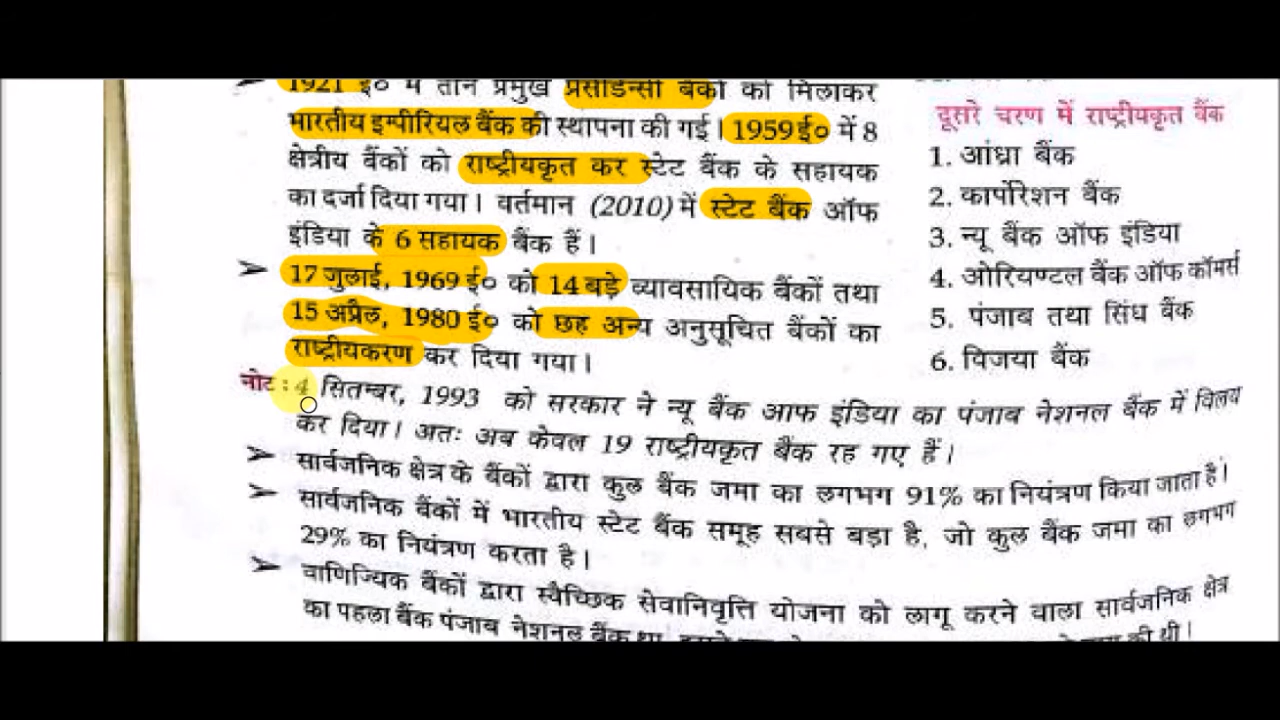 1921 ई० में तीन प्रमुख प्रेसीडेन्सी बैंकों को मिलाकर
भारतीय इम्पीरियल बैंक की स्थापना की गई। 1959 ई० में 8
क्षेत्रीय बैंकों को राष्ट्रीयकृत कर स्टेट बैंक के सहायक
का दर्जा दिया गया। वर्तमान (2010) में स्टेट बैंक ऑफ
इंडिया के 6 सहायक बैंक हैं।
➢ 17 जुलाई, 1969 ई० को 14 बड़े व्यावसायिक बैंकों तथा
15 अप्रैल, 1980 ई० को छह अन्य अनुसूचित बैंकों का
राष्ट्रीयकरण कर दिया गया।
दूसरे चरण में राष्ट्रीयकृत बैंक
1. आंध्रा बैंक
2. कार्पोरेशन बैंक
3. न्यू बैंक ऑफ इंडिया
4. ओरियण्टल बैंक ऑफ कॉमर्स
5. पंजाब तथा सिंध बैंक
6. विजया बैंक
नोट : 4 सितम्बर, 1993 को सरकार ने न्यू बैंक आफ इंडिया का पंजाब नेशनल बैंक में विलय
कर दिया। अतः अब केवल 19 राष्ट्रीयकृत बैंक रह गए हैं।
➢ सार्वजनिक क्षेत्र के बैंकों द्वारा कुल बैंक जमा का लगभग 91% का नियंत्रण किया जाता है।
➢ सार्वजनिक बैंकों में भारतीय स्टेट बैंक समूह सबसे बड़ा है, जो कुल बैंक जमा का लगभग
29% का नियंत्रण करता है।
➢ वाणिज्यिक बैंकों द्वारा स्वैच्छिक सेवानिवृत्ति योजना को लागू करने वाला सार्वजनिक क्षेत्र
का पहला बैंक पंजाब नेशनल बैंक था की थी।